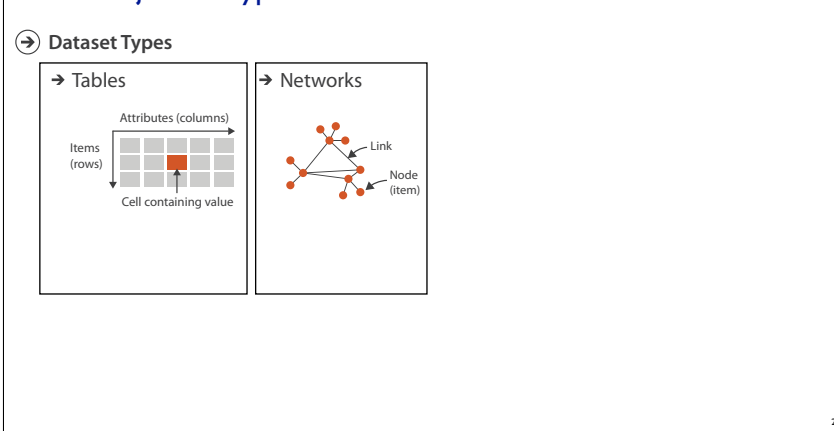 Dataset Types
Tables
Attributes (columns)
Items
(rows)
Cell containing value
Networks
Link
Node
(item)